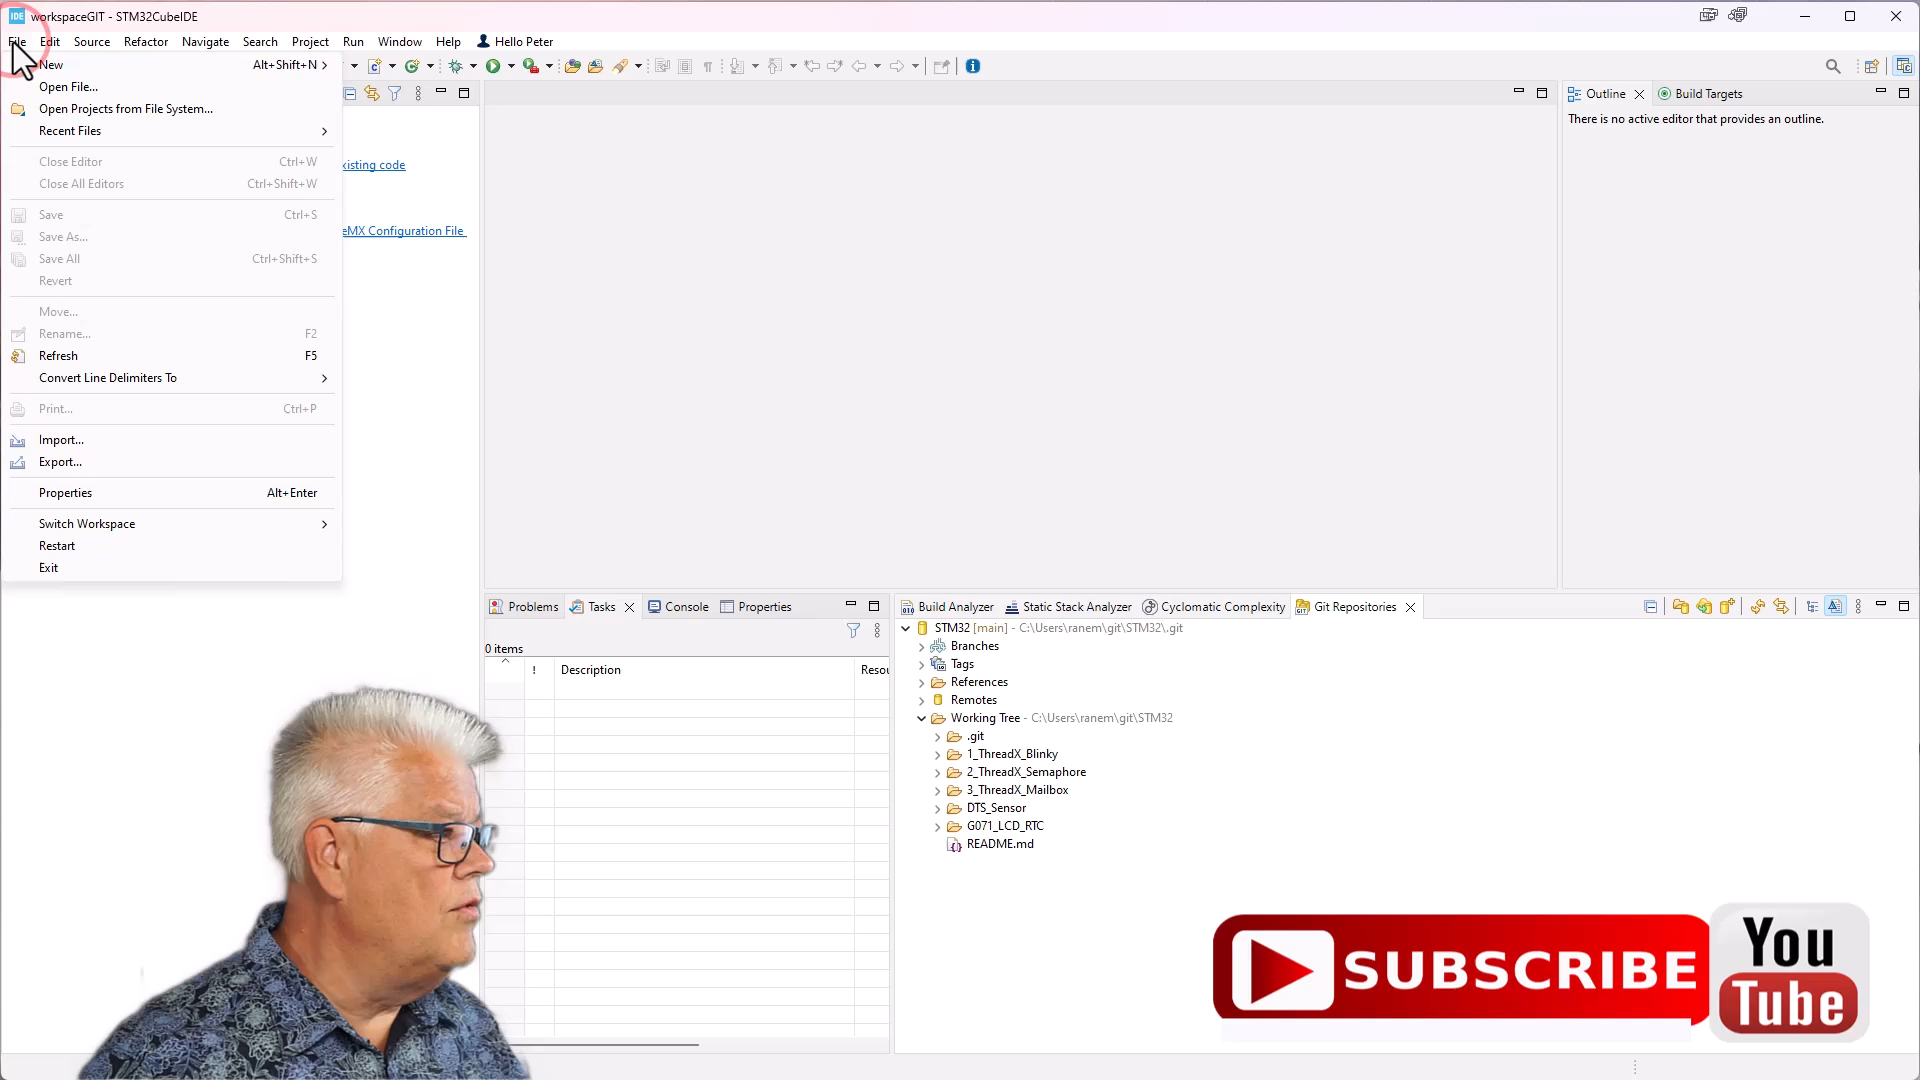 IDE workspaceGIT - STM32CubeIDE
File Edit Source Refactor Navigate Search Project Run Window Help Hello Peter
New Alt+Shift+N
Open File...
Open Projects from File System...
Recent Files
Close Editor Ctrl+W
Close All Editors Ctrl+Shift+W
Save Ctrl+S
Save As...
Save All Ctrl+Shift+S
Revert
Move...
Rename... F2
Refresh F5
Convert Line Delimiters To
Print... Ctrl+P
Import...
Export...
Properties Alt+Enter
Switch Workspace
Restart
Exit
xisting code
eMX Configuration File
Outline Build Targets
There is no active editor that provides an outline.
Problems Tasks Console Properties
0 items
! Description Resou
Build Analyzer Static Stack Analyzer Cyclomatic Complexity Git Repositories
STM32 [main] - C:\Users\ranem\git\STM32\.git
Branches
Tags
References
Remotes
Working Tree - C:\Users\ranem\git\STM32
.git
1_ThreadX_Blinky
2_ThreadX_Semaphore
3_ThreadX_Mailbox
DTS_Sensor
G071_LCD_RTC
README.md
SUBSCRIBE
You
Tube